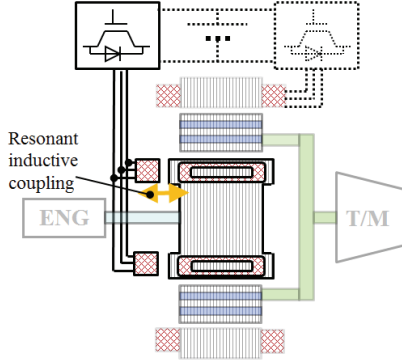 Resonant
inductive
coupling
ENG
T/M